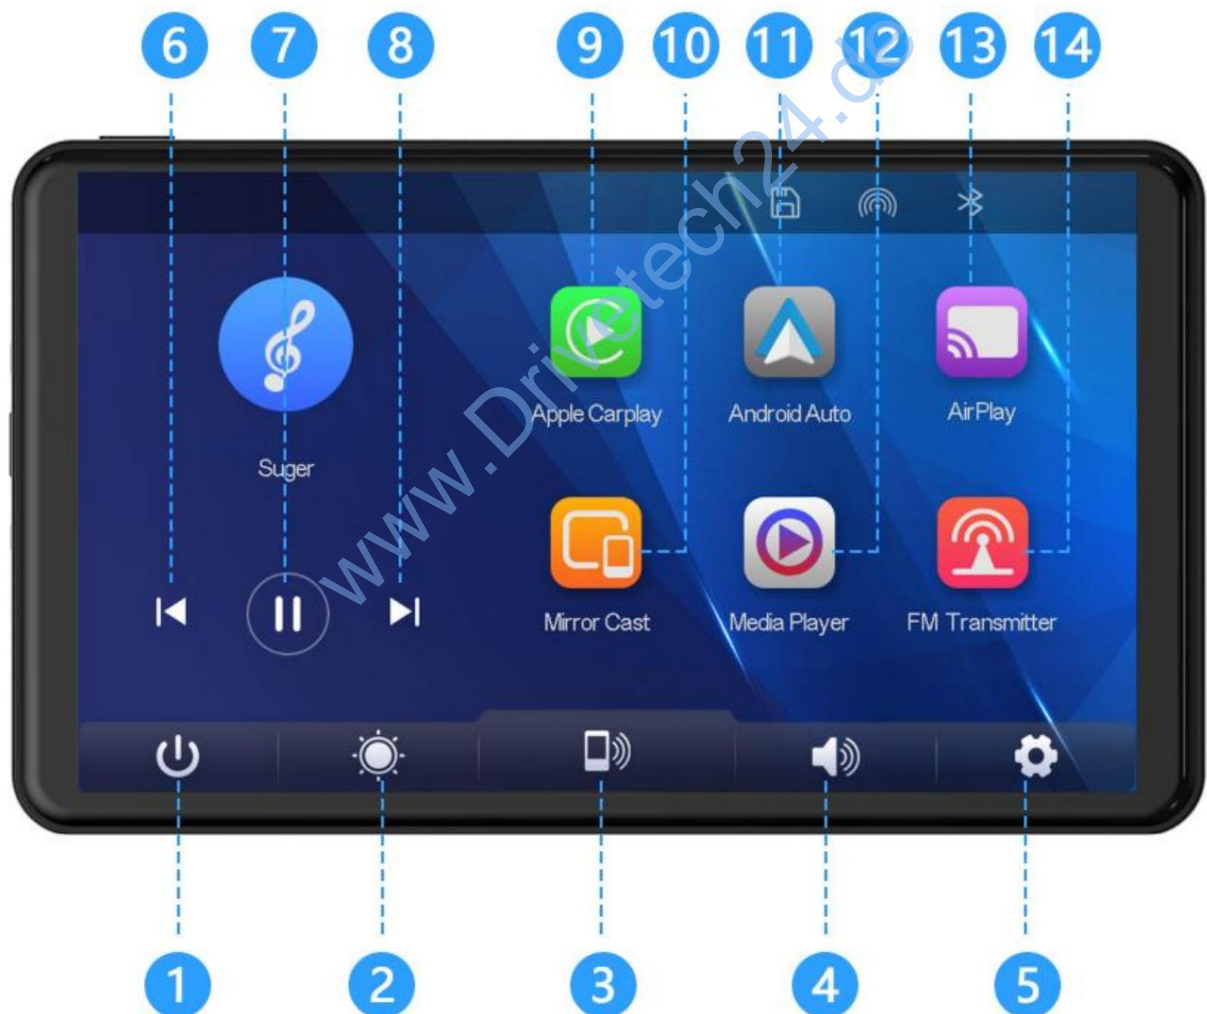 6 7 8 9 10 11 12 13 14
Suger
Apple Carplay Android Auto AirPlay
Mirror Cast Media Player FM Transmitter
www.Drivetech24.de
1 2 3 4 5